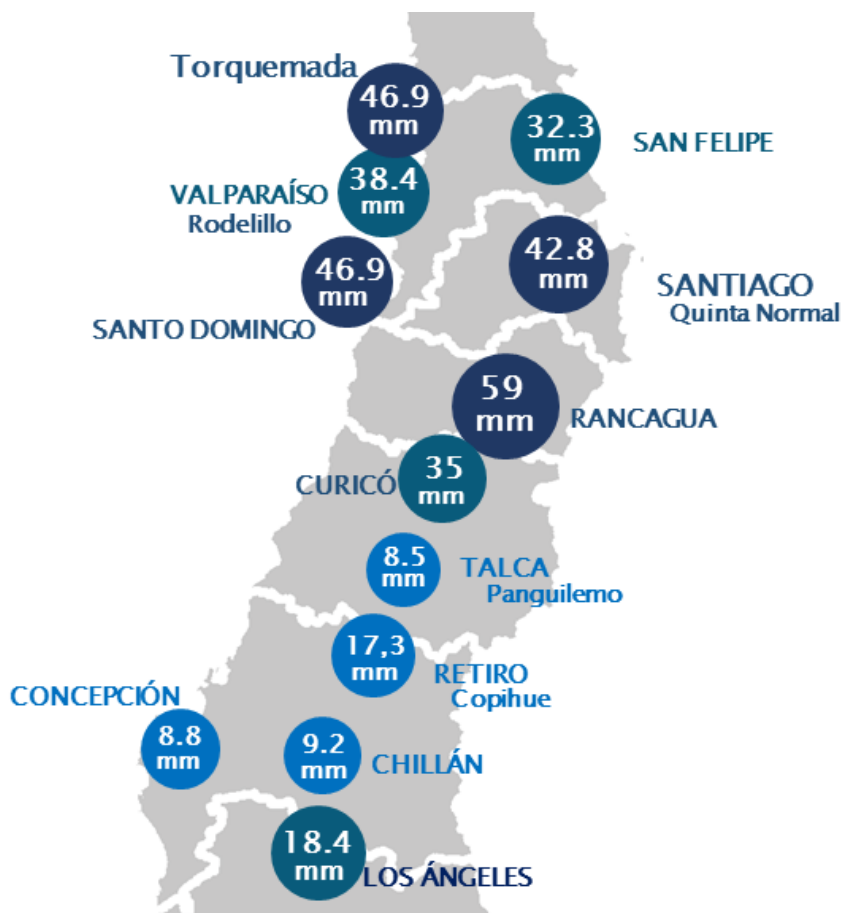 Torquemada
46.9
mm
32.3
mm
SAN FELIPE
VALPARAÍSO
Rodelillo
38.4
mm
46.9
mm
SANTO DOMINGO
42.8
mm
SANTIAGO
Quinta Normal
59
mm
RANCAGUA
CURICÓ
35
mm
8.5
mm
TALCA
Panguilemo
17,3
mm
RETIRO
Copihue
CONCEPCIÓN
8.8
mm
9.2
mm
CHILLÁN
18.4
mm
LOS ÁNGELES